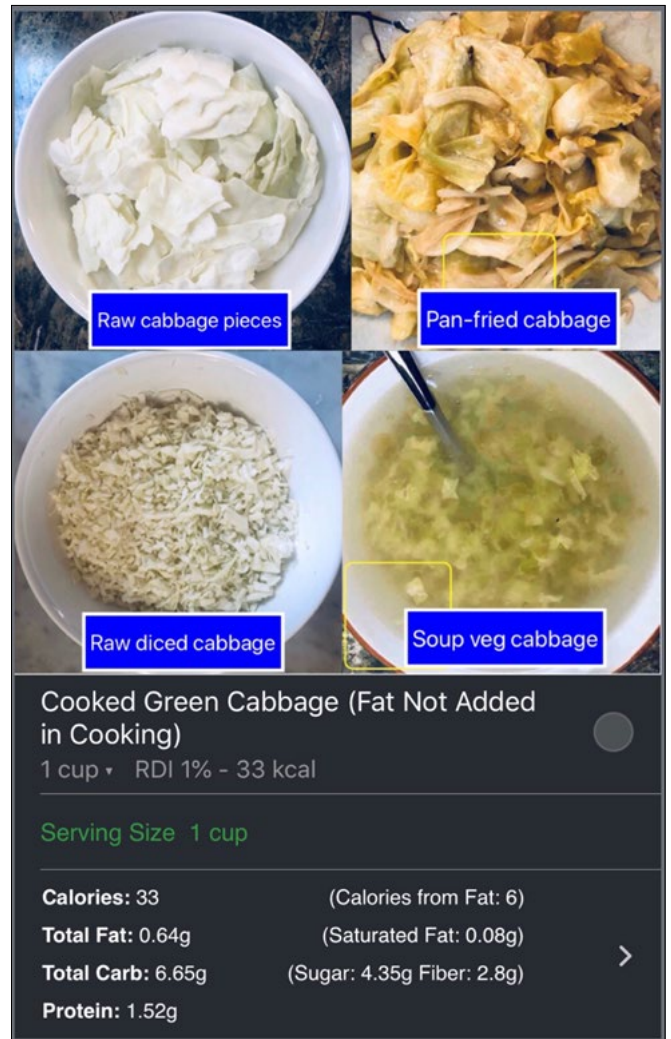 Raw cabbage pieces
Pan-fried cabbage
Raw diced cabbage
Soup veg cabbage
Cooked Green Cabbage (Fat Not Added
in Cooking)
1 cup ▾ RDI 1% - 33 kcal
Serving Size 1 cup
Calories: 33 (Calories from Fat: 6)
Total Fat: 0.64g (Saturated Fat: 0.08g)
Total Carb: 6.65g (Sugar: 4.35g Fiber: 2.8g)
Protein: 1.52g